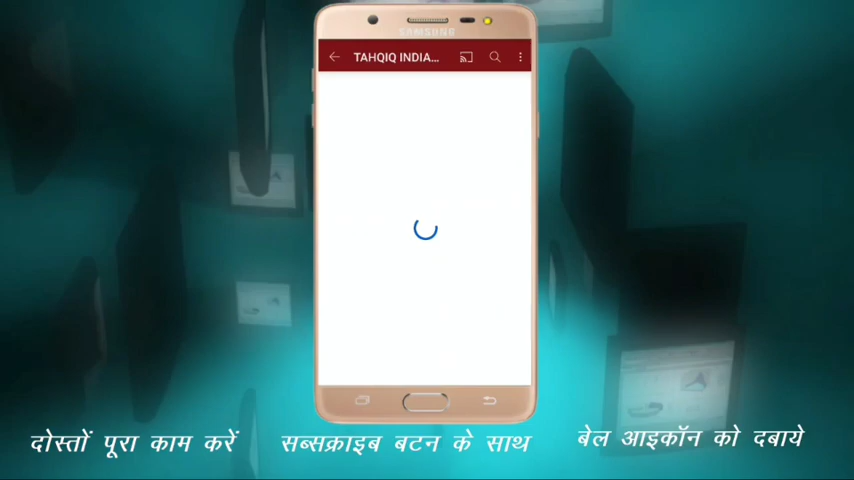 SAMSUNG
TAHQIQ INDIA...
दोस्तों पूरा काम करें सब्सक्राइब बटन के साथ बेल आइकॉन को दबाये